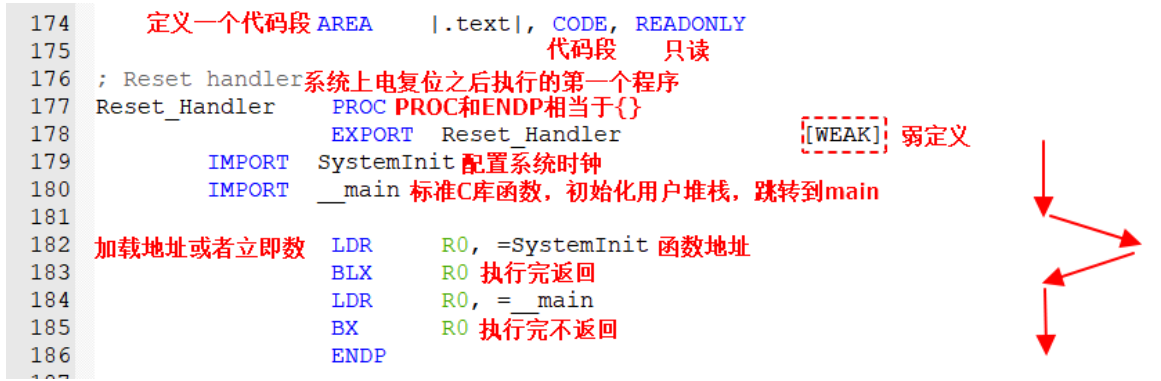 174 定义一个代码段 AREA |.text|, CODE, READONLY
175 代码段 只读
176 ; Reset handler系统上电复位之后执行的第一个程序
177 Reset_Handler PROC PROC和ENDP相当于{}
178 EXPORT Reset_Handler [WEAK] 弱定义
179 IMPORT SystemInit 配置系统时钟
180 IMPORT __main 标准C库函数，初始化用户堆栈，跳转到main
181
182 加载地址或者立即数 LDR R0, =SystemInit 函数地址
183 BLX R0 执行完返回
184 LDR R0, =__main
185 BX R0 执行完不返回
186 ENDP